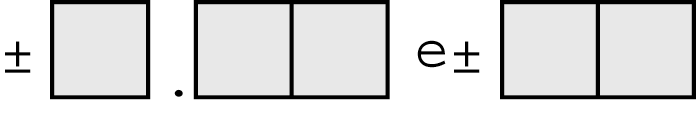 ± . e±